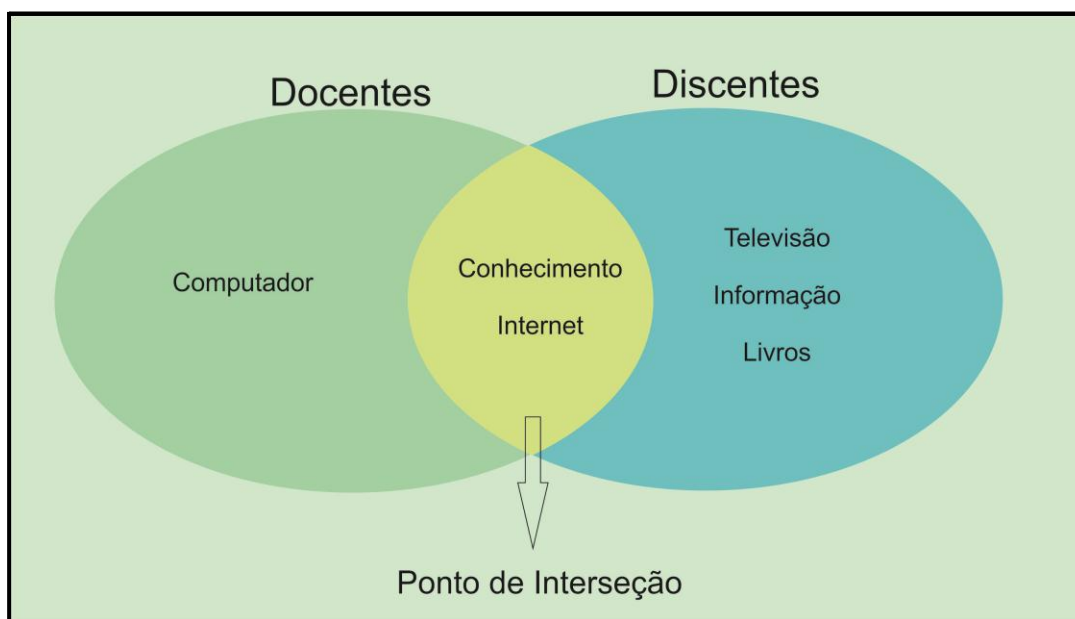 Docentes
Discentes
Computador
Conhecimento
Internet
Televisão
Informação
Livros
Ponto de Interseção